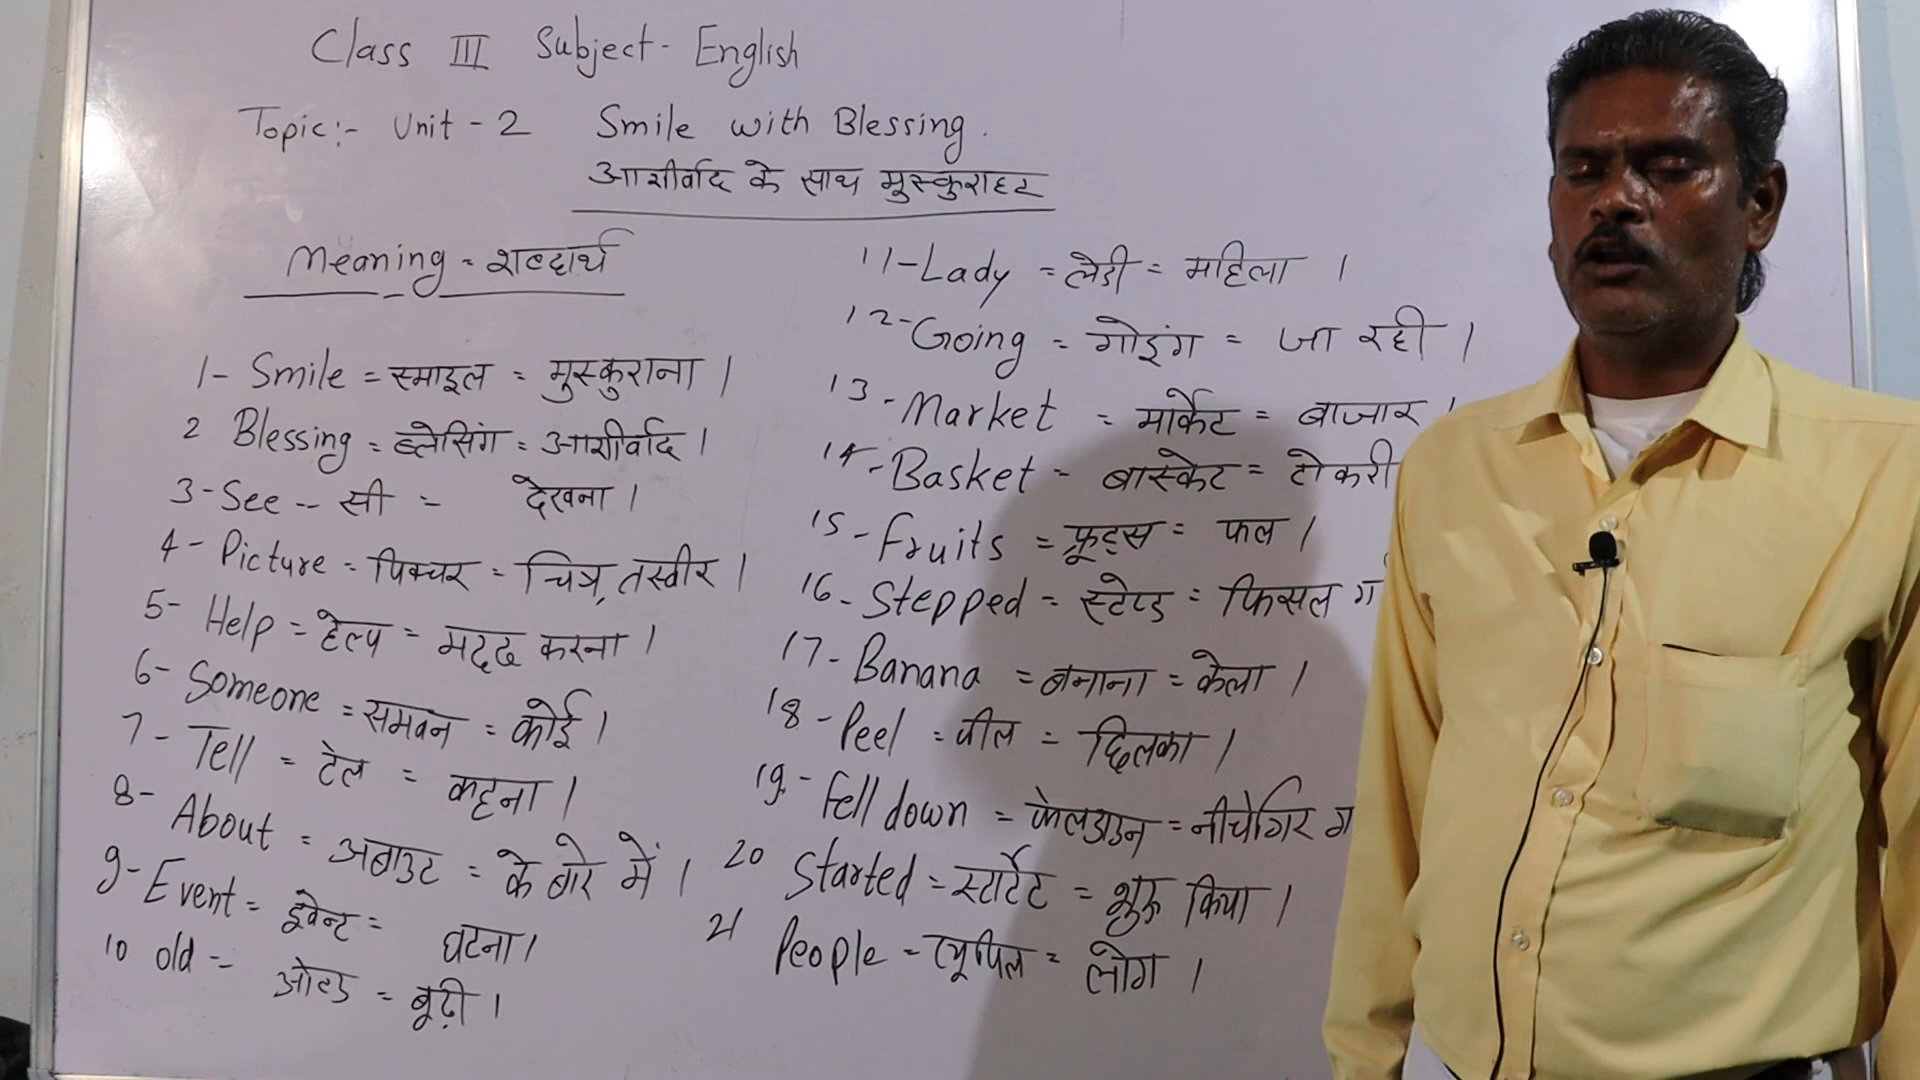 Class III Subject- English
Topic:- Unit-2 Smile with Blessing.
आशीर्वाद के साथ मुस्कुराहट
Meaning = शब्दार्थ
1- Smile = स्माइल = मुस्कुराना ।
2 Blessing = ब्लेसिंग = आशीर्वाद ।
3- See -- सी = देखना ।
4- Picture = पिक्चर = चित्र, तस्वीर ।
5- Help = हेल्प = मदद करना ।
6- Someone = समवन = कोई ।
7- Tell = टेल = कहना ।
8- About = अबाउट = के बारे में ।
9- Event = इवेन्ट = घटना ।
10 old -- ओल्ड = बूढ़ी ।
11- Lady = लेडी = महिला ।
12- Going = गोइंग = जा रही ।
13- Market = मार्केट = बाजार ।
14- Basket - बास्केट = टोकरी
15- Fruits = फ्रूट्स = फल ।
16- Stepped = स्टेप्ड = फिसल ग
17- Banana = बनाना = केला ।
18- Peel = पील = छिलका ।
19- Fell down = फेलडाउन = नीचे गिर ग
20 Started = स्टार्टेट = शुरू किया ।
21 People = प्यूपिल = लोग ।